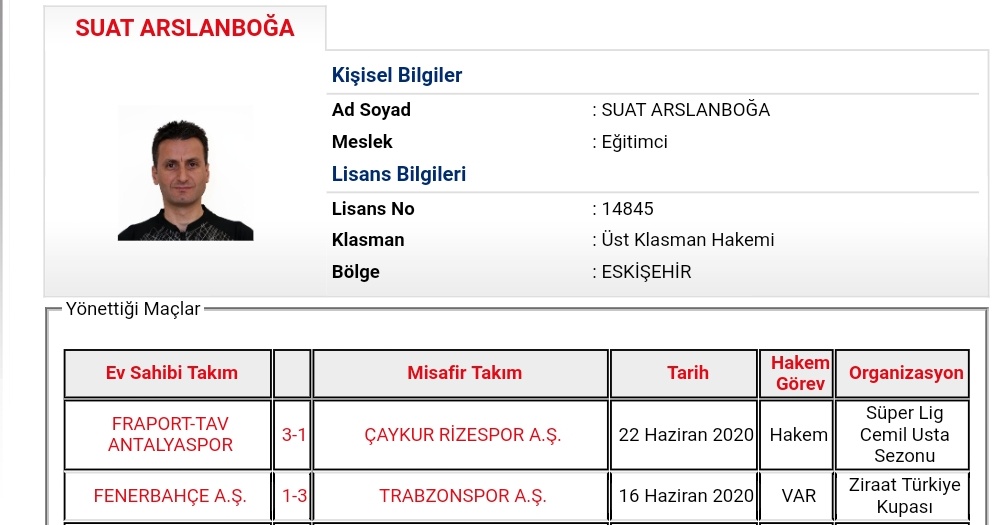 SUAT ARSLANBOĞA
Kişisel Bilgiler
Ad Soyad : SUAT ARSLANBOĞA
Meslek : Eğitimci
Lisans Bilgileri
Lisans No : 14845
Klasman : Üst Klasman Hakemi
Bölge : ESKİŞEHİR
Yönettiği Maçlar
Ev Sahibi Takım Misafir Takım Tarih Hakem Görev Organizasyon
FRAPORT-TAV ANTALYASPOR 3-1 ÇAYKUR RİZESPOR A.Ş. 22 Haziran 2020 Hakem Süper Lig Cemil Usta Sezonu
FENERBAHÇE A.Ş. 1-3 TRABZONSPOR A.Ş. 16 Haziran 2020 VAR Ziraat Türkiye Kupası